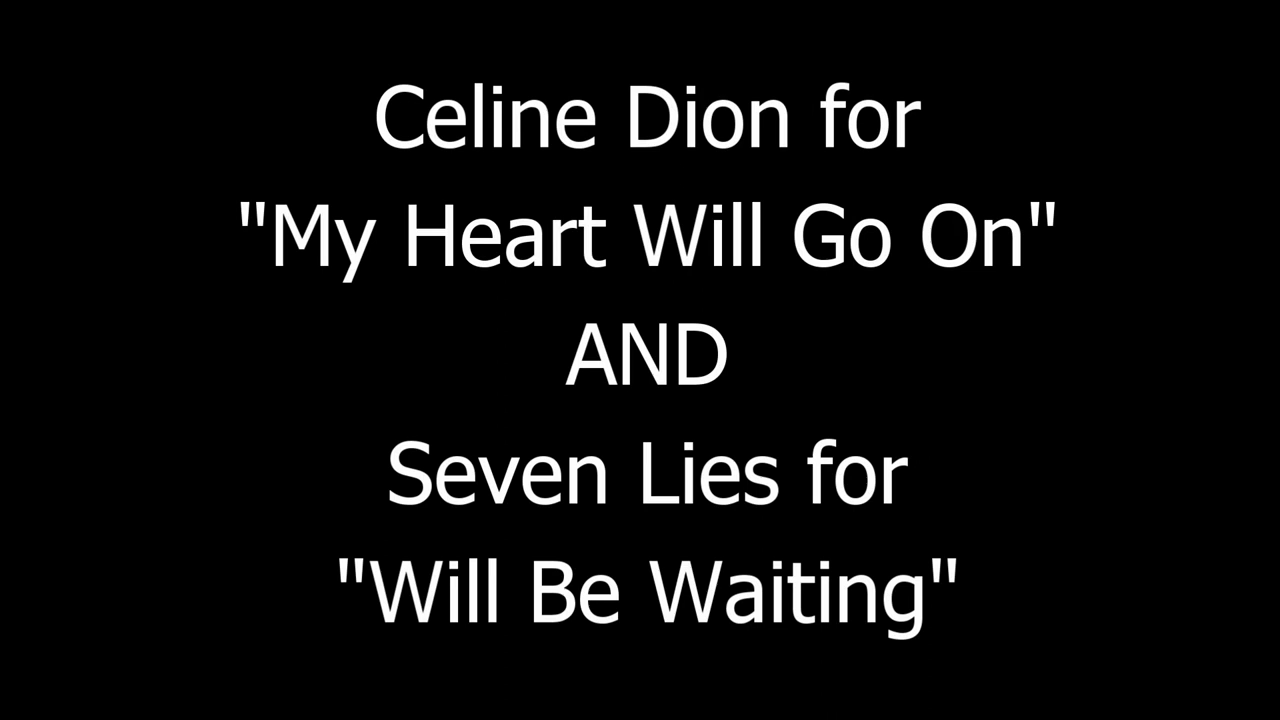 Celine Dion for
"My Heart Will Go On"
AND
Seven Lies for
"Will Be Waiting"